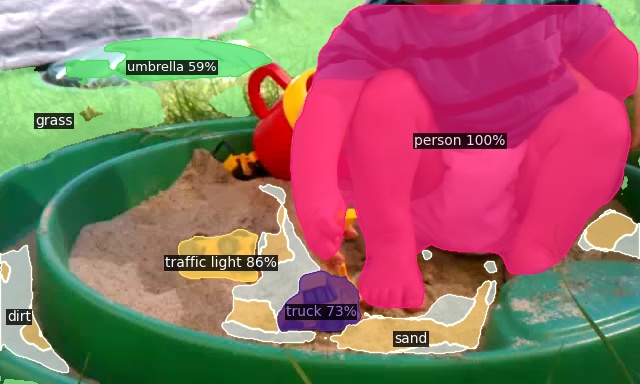 umbrella 59%
grass
person 100%
traffic light 86%
truck 73%
dirt
sand